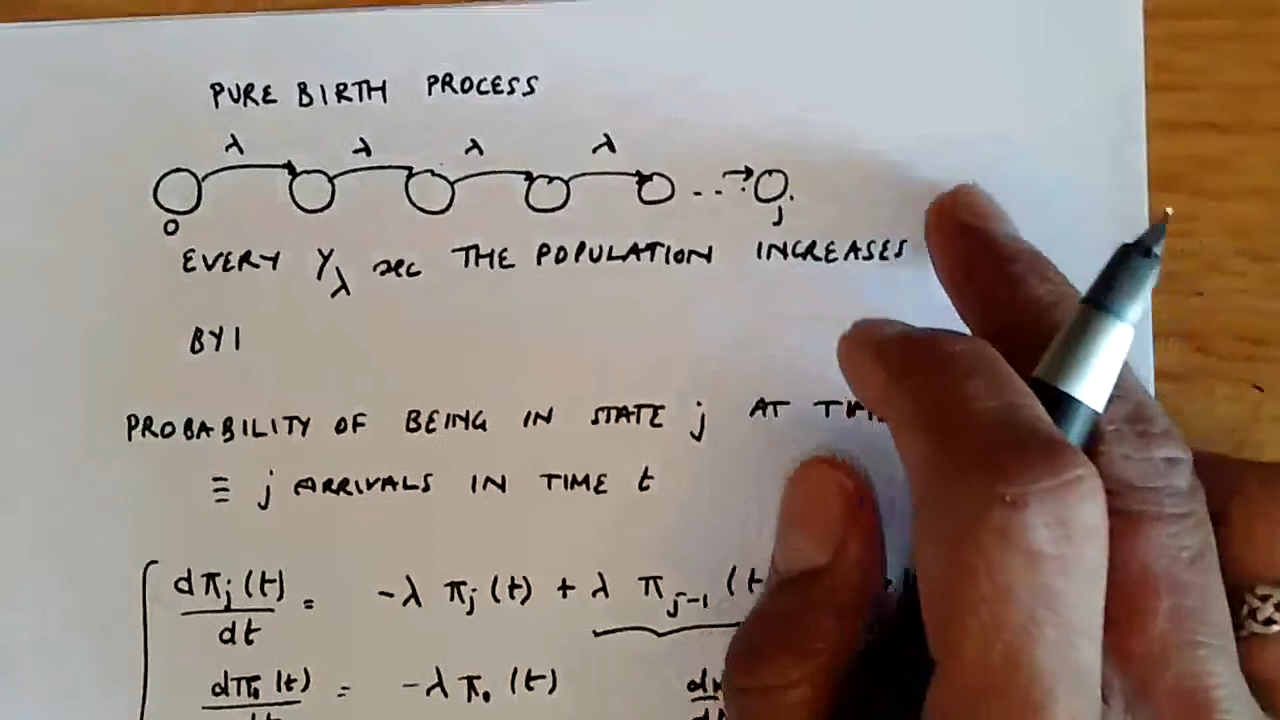 PURE BIRTH PROCESS
λ λ λ λ
0 j
EVERY 1/λ sec THE POPULATION INCREASES
BY 1
PROBABILITY OF BEING IN STATE j AT
≡ j ARRIVALS IN TIME t
dπj(t)/dt = -λ πj(t) + λ πj-1 (t
dπ0(t)/dt = -λ π0(t)